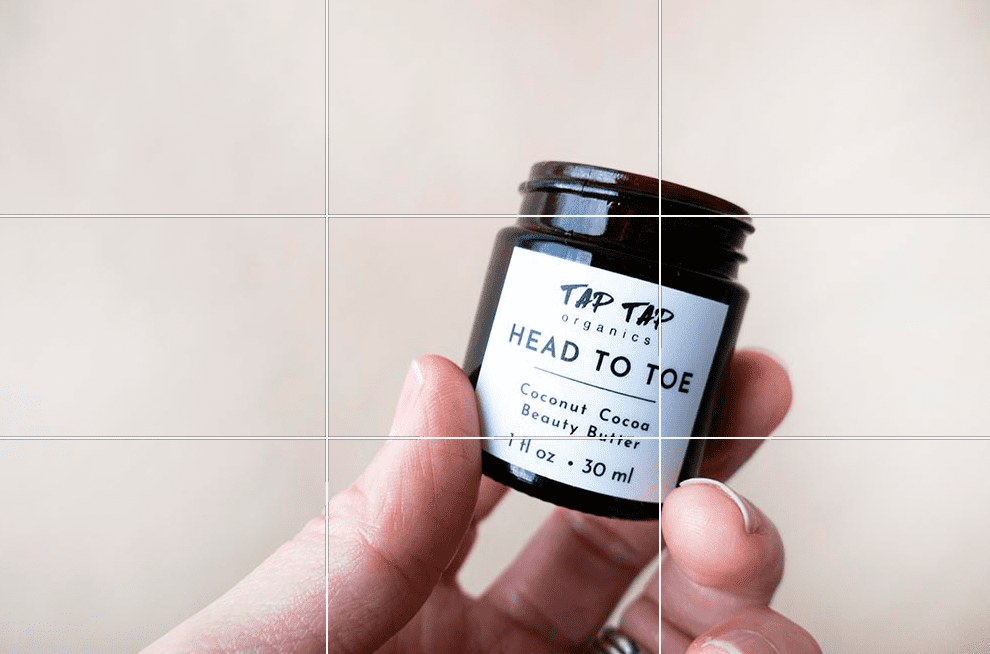 TAP TAP
organics
HEAD TO TOE
Coconut Cocoa
Beauty Butter
1 fl oz • 30 ml